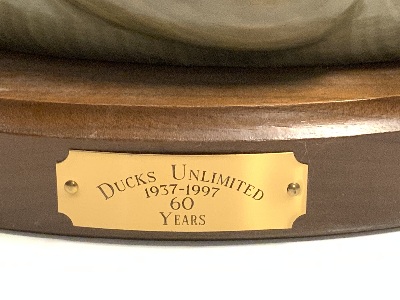 Ducks Unlimited
1937-1997
60
Years